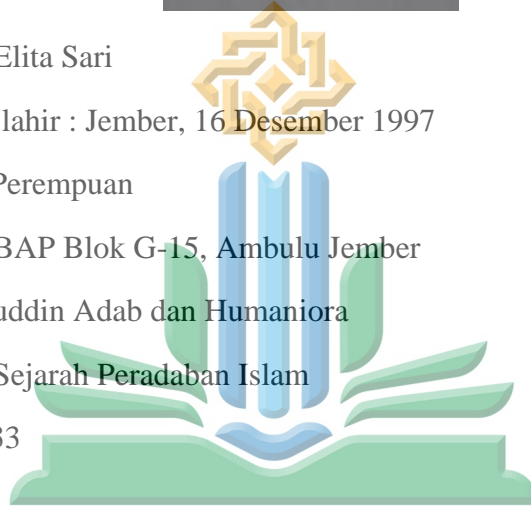 Elita Sari
lahir : Jember, 16 Desember 1997
Perempuan
BAP Blok G-15, Ambulu Jember
uddin Adab dan Humaniora
Sejarah Peradaban Islam
33